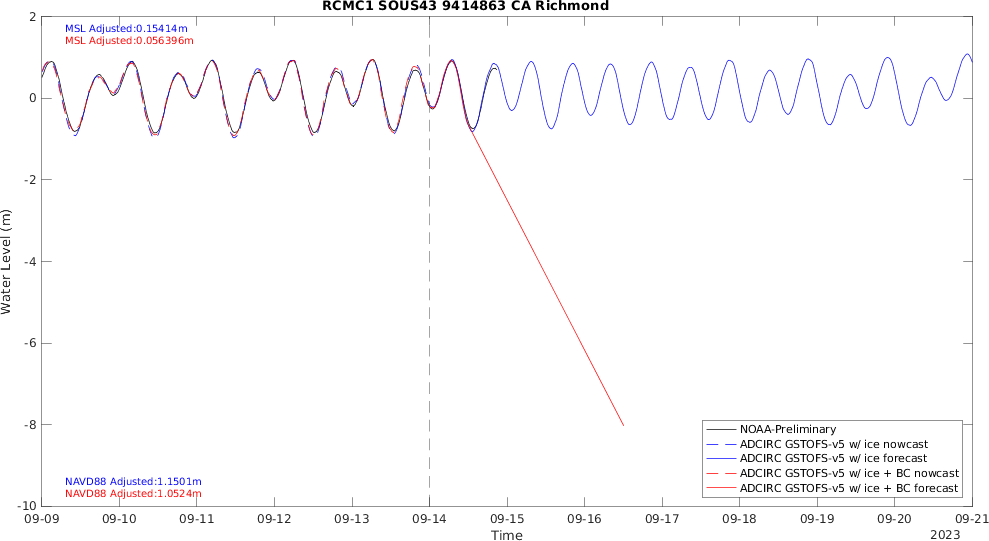 RCMC1 SOUS43 9414863 CA Richmond
MSL Adjusted:0.15414m
MSL Adjusted:0.056396m
2
0
-2
-4
-6
-8
-10
Water Level (m)
NAVD88 Adjusted:1.1501m
NAVD88 Adjusted:1.0524m
NOAA-Preliminary
ADCIRC GSTOFS-v5 w/ ice nowcast
ADCIRC GSTOFS-v5 w/ ice forecast
ADCIRC GSTOFS-v5 w/ ice + BC nowcast
ADCIRC GSTOFS-v5 w/ ice + BC forecast
09-09 09-10 09-11 09-12 09-13 09-14 09-15 09-16 09-17 09-18 09-19 09-20 09-21
Time
2023